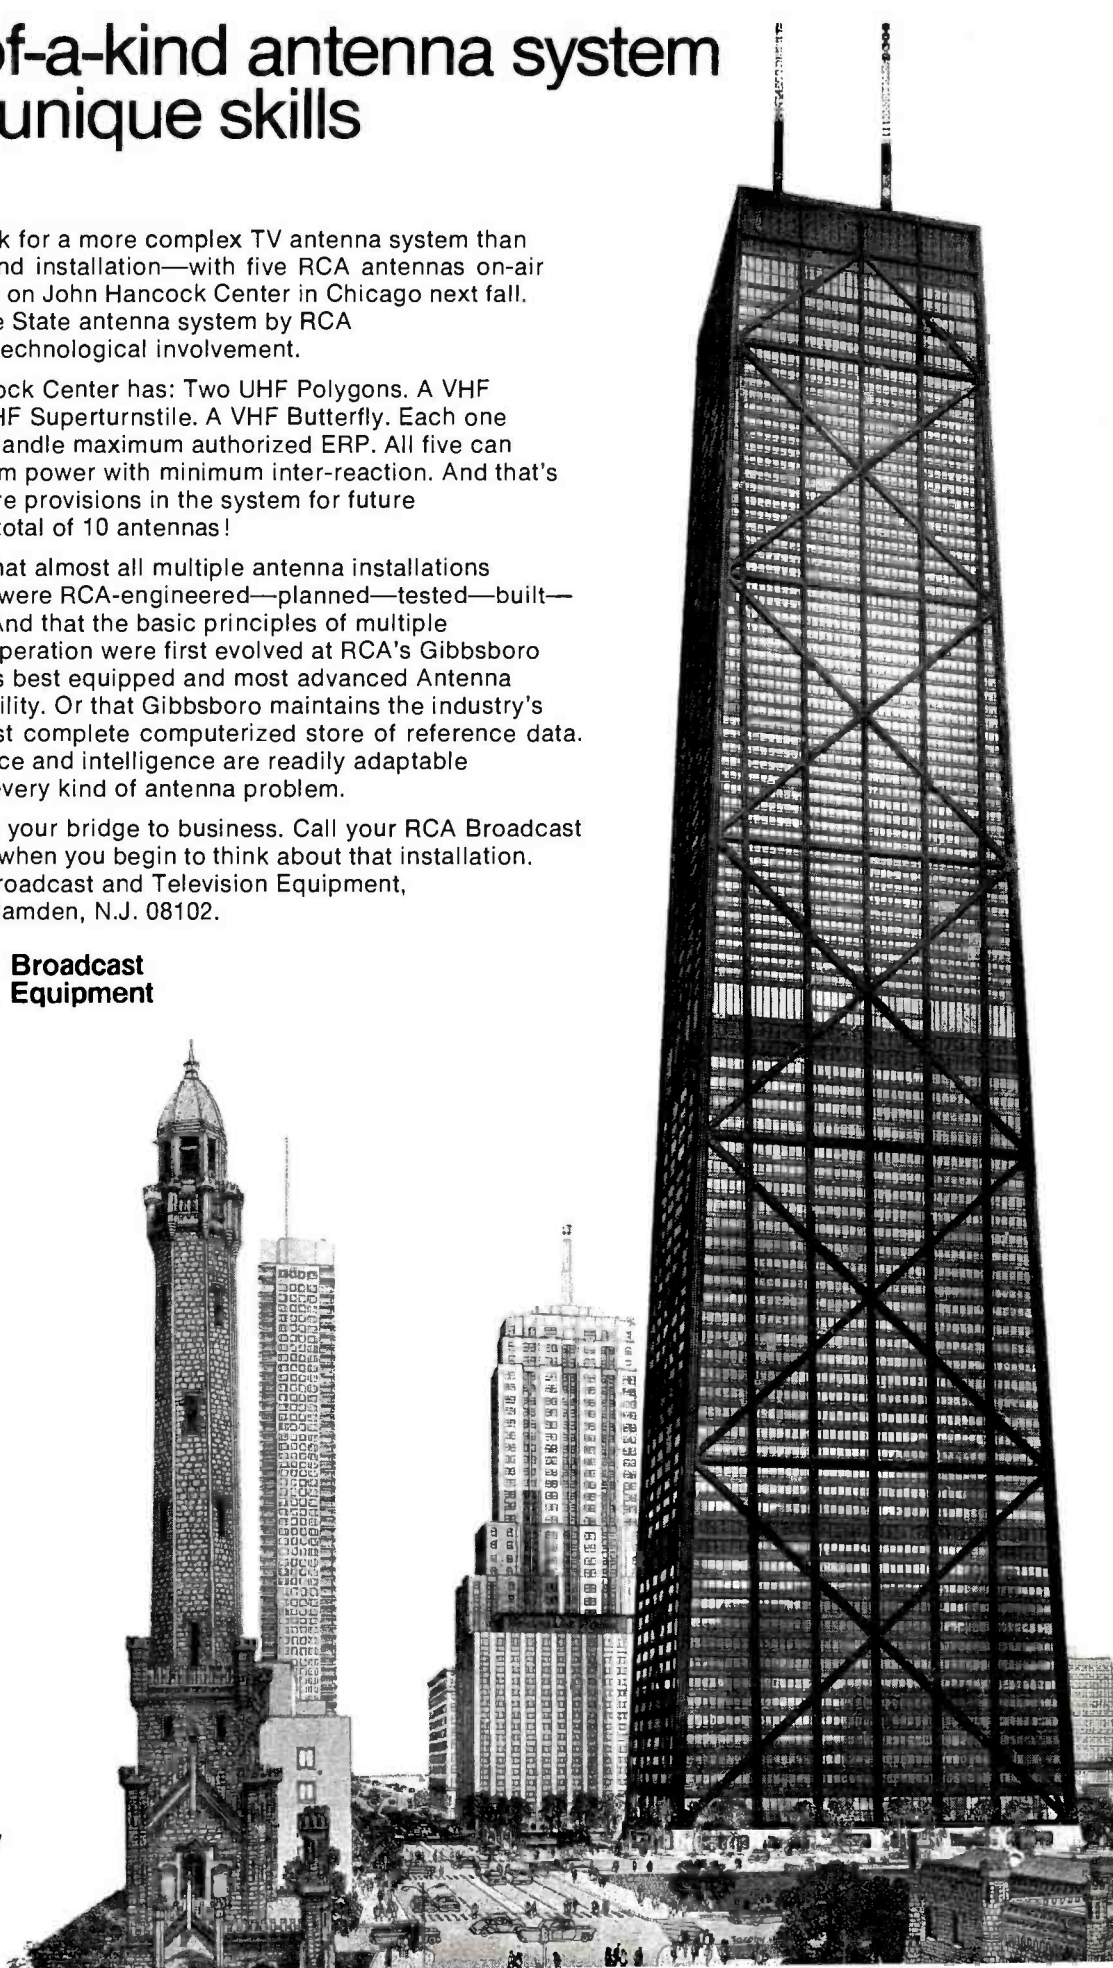 of-a-kind antenna system
unique skills
k for a more complex TV antenna system than
nd installation—with five RCA antennas on-air
on John Hancock Center in Chicago next fall.
e State antenna system by RCA
echnological involvement.
ock Center has: Two UHF Polygons. A VHF
HF Superturnstile. A VHF Butterfly. Each one
andle maximum authorized ERP. All five can
m power with minimum inter-reaction. And that's
re provisions in the system for future
total of 10 antennas!
hat almost all multiple antenna installations
were RCA-engineered—planned—tested—built—
And that the basic principles of multiple
peration were first evolved at RCA's Gibbsboro
s best equipped and most advanced Antenna
ility. Or that Gibbsboro maintains the industry's
st complete computerized store of reference data.
ce and intelligence are readily adaptable
very kind of antenna problem.
your bridge to business. Call your RCA Broadcast
when you begin to think about that installation.
roadcast and Television Equipment,
amden, N.J. 08102.
Broadcast
Equipment